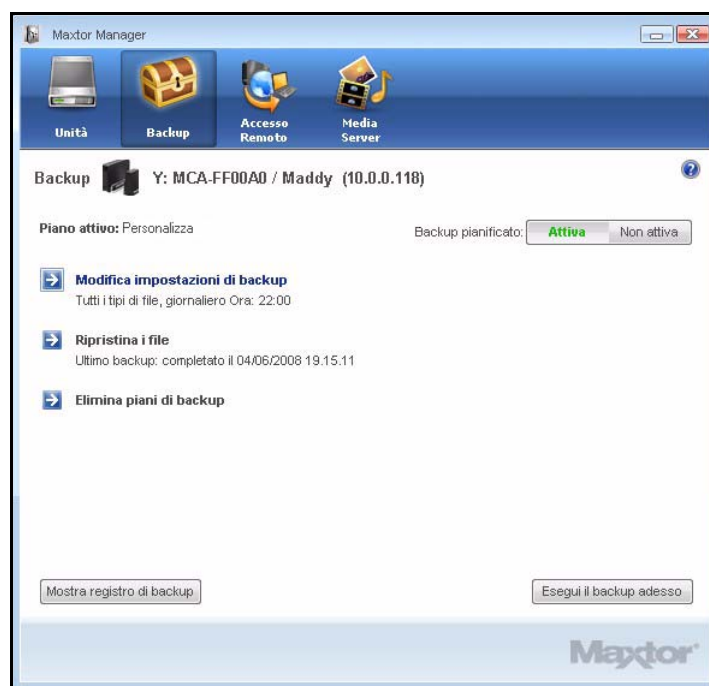 Maxtor Manager
Unità
Backup
Accesso
Remoto
Media
Server
Backup Y: MCA-FF00A0 / Maddy (10.0.0.118)
Piano attivo: Personalizza
Backup pianificato: Attiva Non attiva
Modifica impostazioni di backup
Tutti i tipi di file, giornaliero Ora: 22:00
Ripristina i file
Ultimo backup: completato il 04/06/2008 19.15.11
Elimina piani di backup
Mostra registro di backup
Esegui il backup adesso
Maxtor